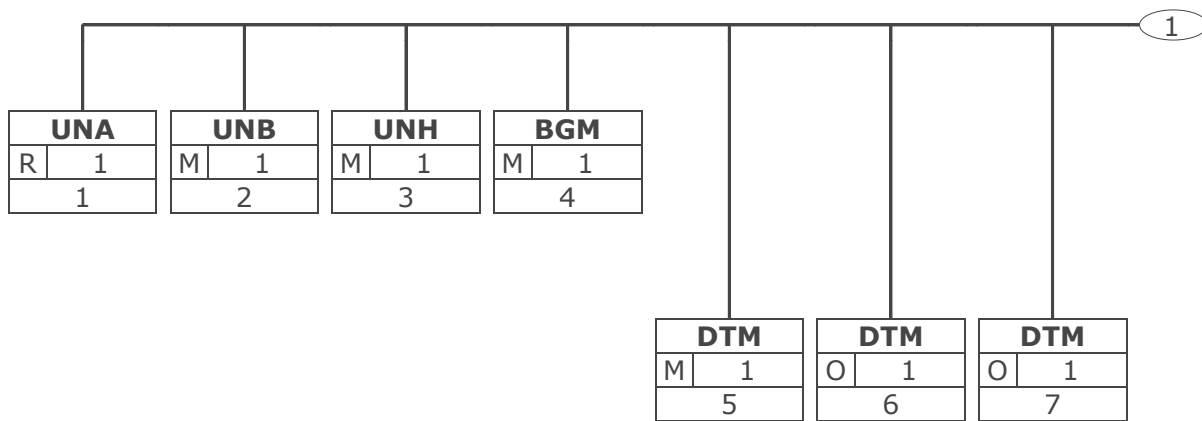 1
UNA UNB UNH BGM
R 1 M 1 M 1 M 1
1 2 3 4
DTM DTM DTM
M 1 O 1 O 1
5 6 7